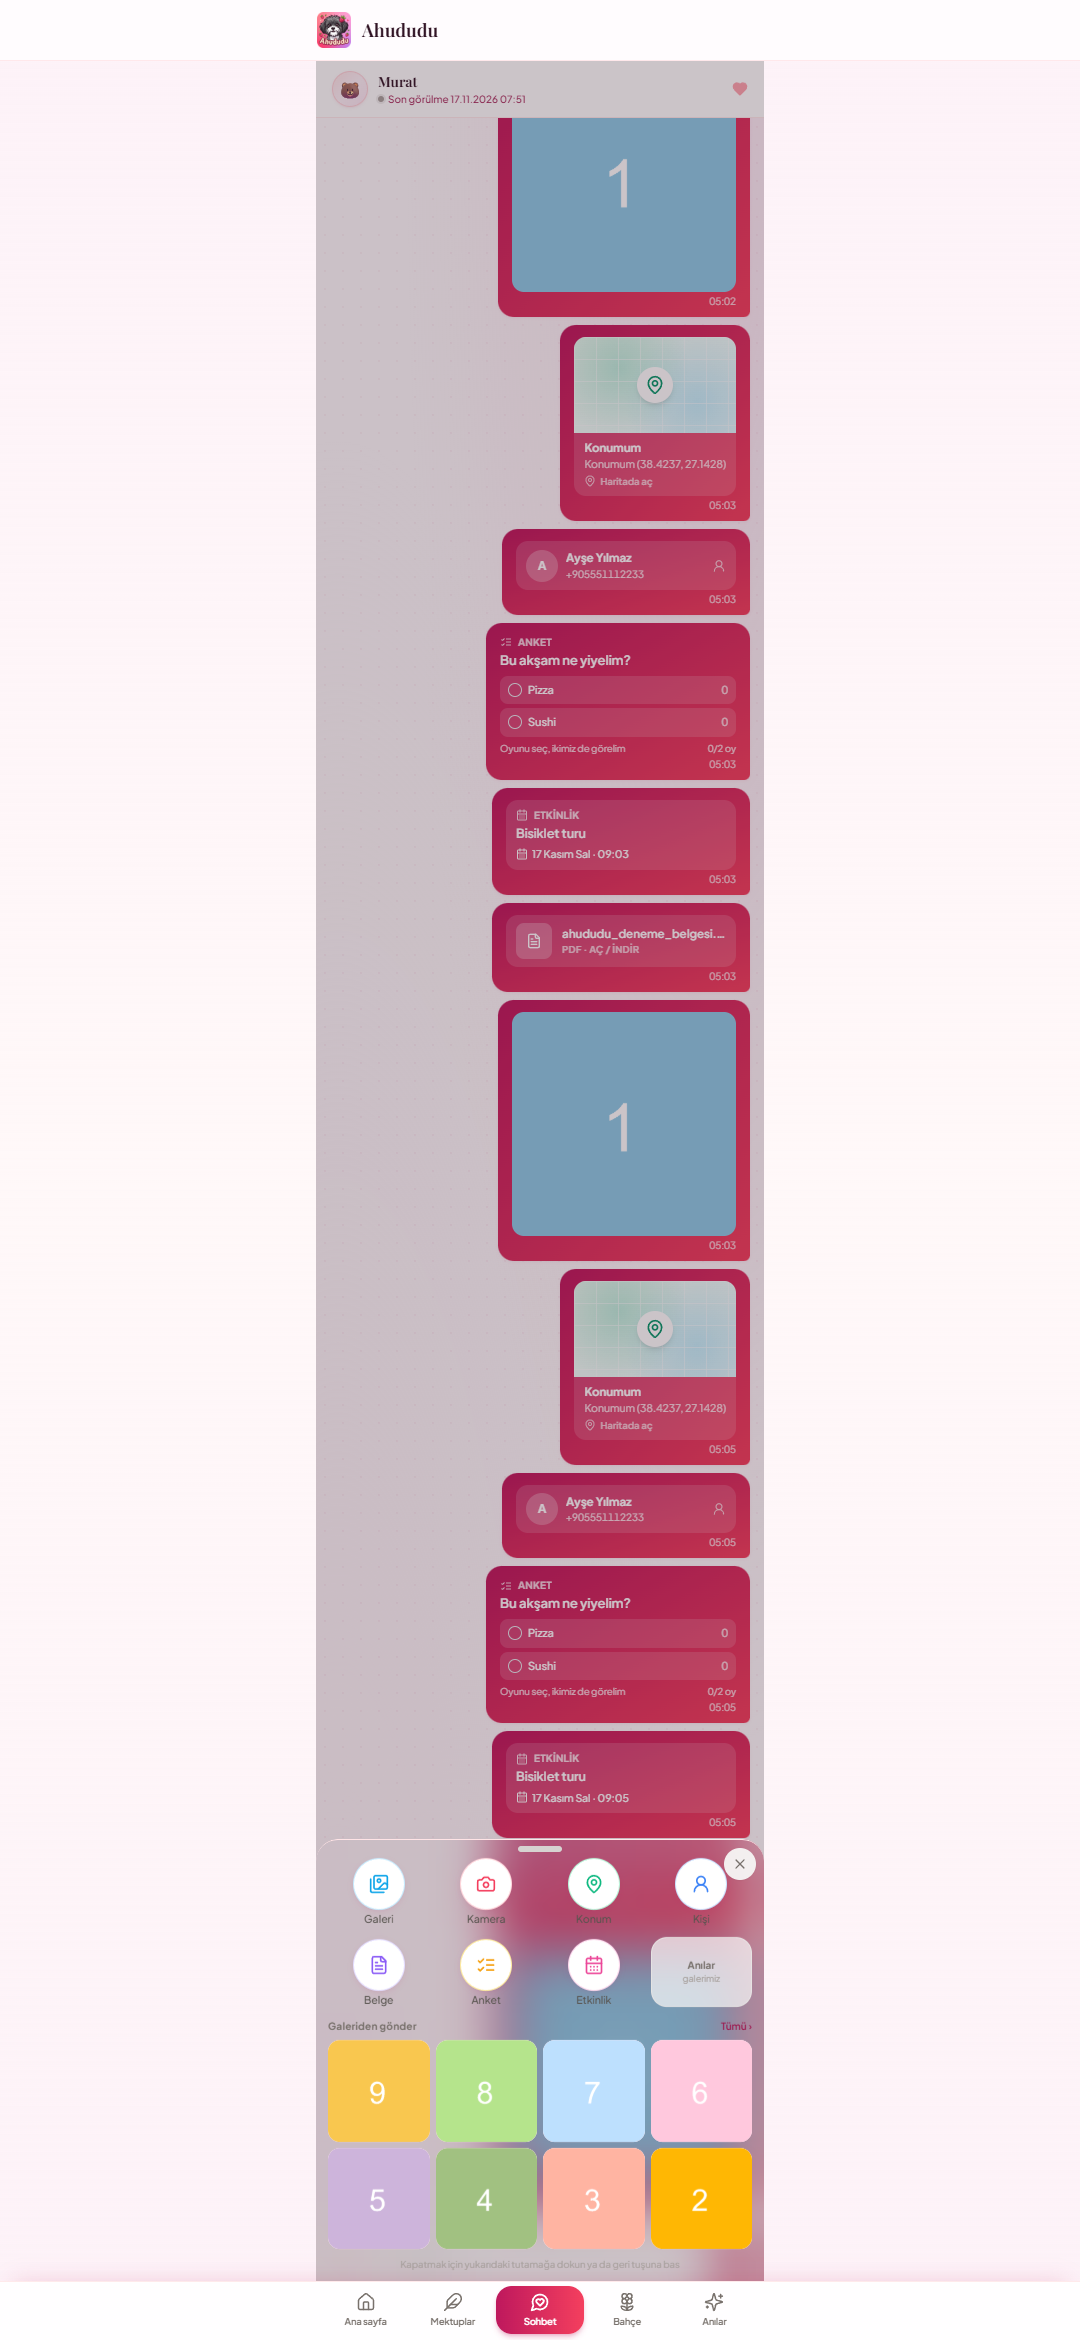 Ahududu
Ahududu
Murat
Son görülme 17.11.2026 07:51
1
05:02
Konumum
Konumum (38.4237, 27.1428)
Haritada aç
05:03
A
Ayşe Yılmaz
+905551112233
05:03
ANKET
Bu akşam ne yiyelim?
Pizza 0
Sushi 0
Oyunu seç, ikimiz de görelim 0/2 oy
05:03
ETKİNLİK
Bisiklet turu
17 Kasım Sal · 09:03
05:03
ahududu_deneme_belgesi.…
PDF · AÇ / İNDİR
05:03
1
05:03
Konumum
Konumum (38.4237, 27.1428)
Haritada aç
05:05
A
Ayşe Yılmaz
+905551112233
05:05
ANKET
Bu akşam ne yiyelim?
Pizza 0
Sushi 0
Oyunu seç, ikimiz de görelim 0/2 oy
05:05
ETKİNLİK
Bisiklet turu
17 Kasım Sal · 09:05
05:05
Galeri Kamera Konum Kişi
Belge Anket Etkinlik
Anılar
galerimiz
Galeriden gönder Tümü ›
9 8 7 6
5 4 3 2
Kapatmak için yukarıdaki tutamağa dokun ya da geri tuşuna bas
Ana sayfa Mektuplar Sohbet Bahçe Anılar